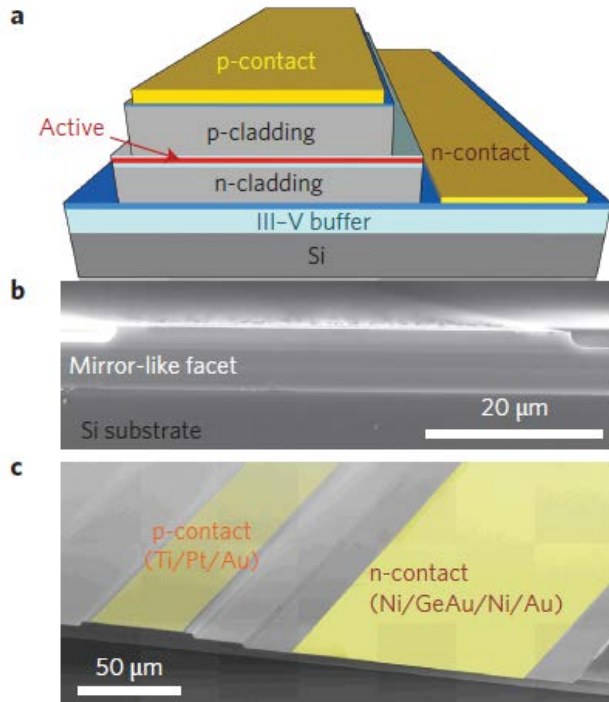 a
p-contact
Active
p-cladding
n-contact
n-cladding
III–V buffer
Si
b
Mirror-like facet
Si substrate
20 µm
c
p-contact
(Ti/Pt/Au)
n-contact
(Ni/GeAu/Ni/Au)
50 µm